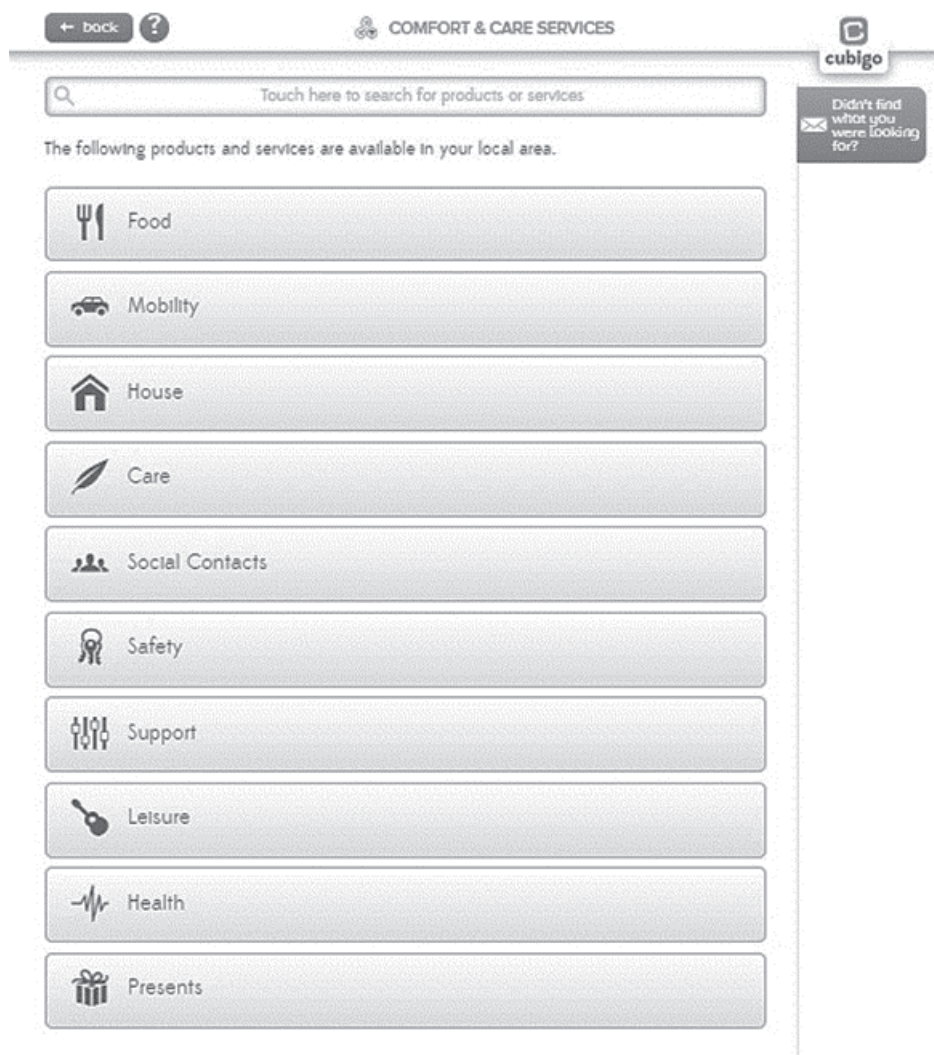 ← back
?
COMFORT & CARE SERVICES
cubigo
Touch here to search for products or services
Didn't find
what you
were looking
for?
The following products and services are available in your local area.
Food
Mobility
House
Care
Social Contacts
Safety
Support
Leisure
Health
Presents